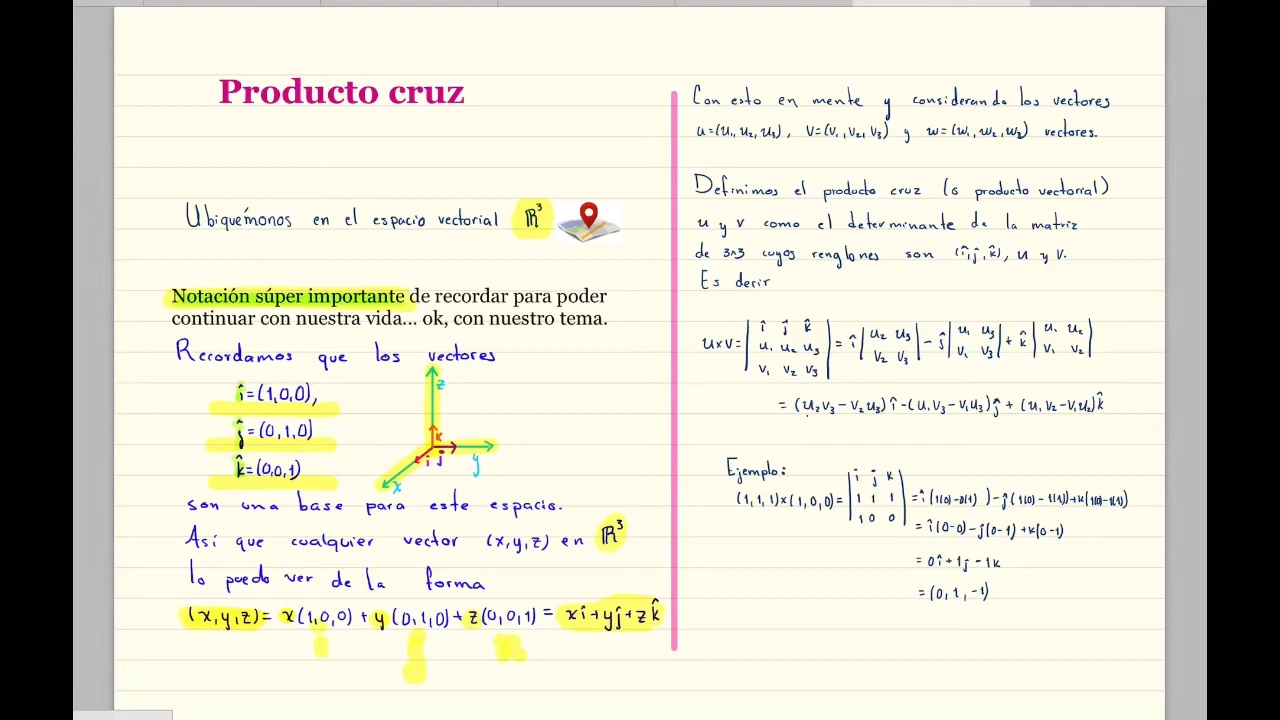 Producto cruz
Ubiquémonos en el espacio vectorial ℝ³
Notación súper importante de recordar para poder
continuar con nuestra vida... ok, con nuestro tema.
Recordamos que los vectores
î=(1,0,0),
ĵ=(0,1,0)
k̂=(0,0,1)
z
k
i j
y
x
son una base para este espacio.
Así que cualquier vector (x,y,z) en ℝ³
lo puedo ver de la forma
(x,y,z)= x(1,0,0) + y(0,1,0)+z(0,0,1) = xî+yĵ+zk̂
Con esto en mente y considerando los vectores
u=(u₁,u₂,u₃), v=(v₁,v₂,v₃) y w=(w₁,w₂,w₃) vectores.
Definimos el producto cruz (o producto vectorial)
u y v como el determinante de la matriz
de 3×3 cuyos renglones son (î,ĵ,k̂), u y v.
Es decir
u×v= | î ĵ k̂ | = î | u₂ u₃ | - ĵ | u₁ u₃ | + k̂ | u₁ u₂ |
| u₁ u₂ u₃ | | v₂ v₃ | | v₁ v₃ | | v₁ v₂ |
| v₁ v₂ v₃ |
= (u₂v₃-v₂u₃)î-(u₁v₃-v₁u₃)ĵ+(u₁v₂-v₁u₂)k̂
Ejemplo:
(1,1,1)×(1,0,0)= | i j k | =î(1(0)-0(1) )-ĵ(1(0)-1(1))+k(1(0)-1(1))
| 1 1 1 |
| 1 0 0 |
= î(0-0)-j(0-1)+k(0-1)
= 0î+1j-1k
= (0,1,-1)